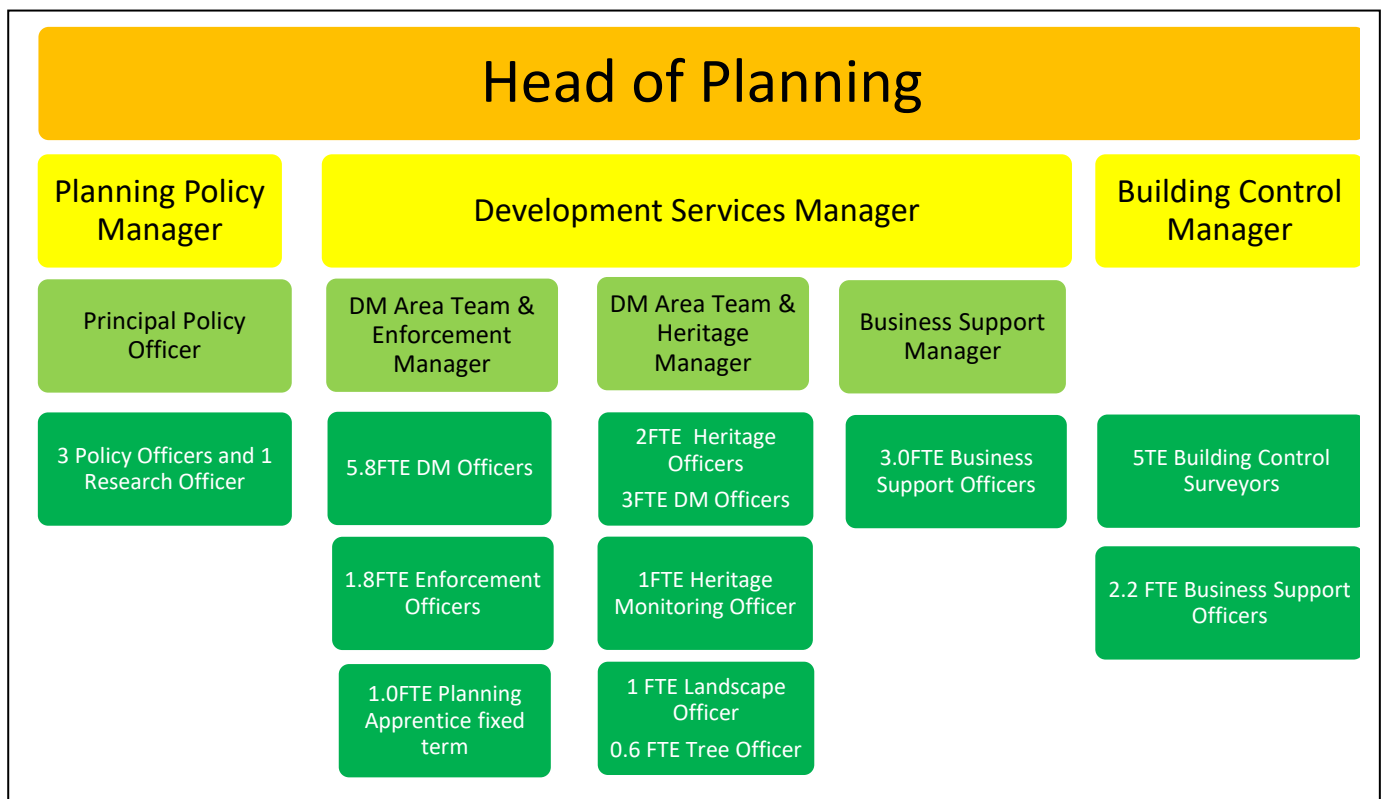 Head of Planning
Planning Policy
Manager
Development Services Manager
Building Control
Manager
Principal Policy
Officer
DM Area Team &
Enforcement
Manager
DM Area Team &
Heritage
Manager
Business Support
Manager
3 Policy Officers and 1
Research Officer
5.8FTE DM Officers
2FTE  Heritage
Officers
3FTE DM Officers
3.0FTE Business
Support Officers
5TE Building Control
Surveyors
1.8FTE Enforcement
Officers
1FTE Heritage
Monitoring Officer
2.2 FTE Business Support
Officers
1.0FTE Planning
Apprentice fixed
term
1 FTE Landscape
Officer
0.6 FTE Tree Officer